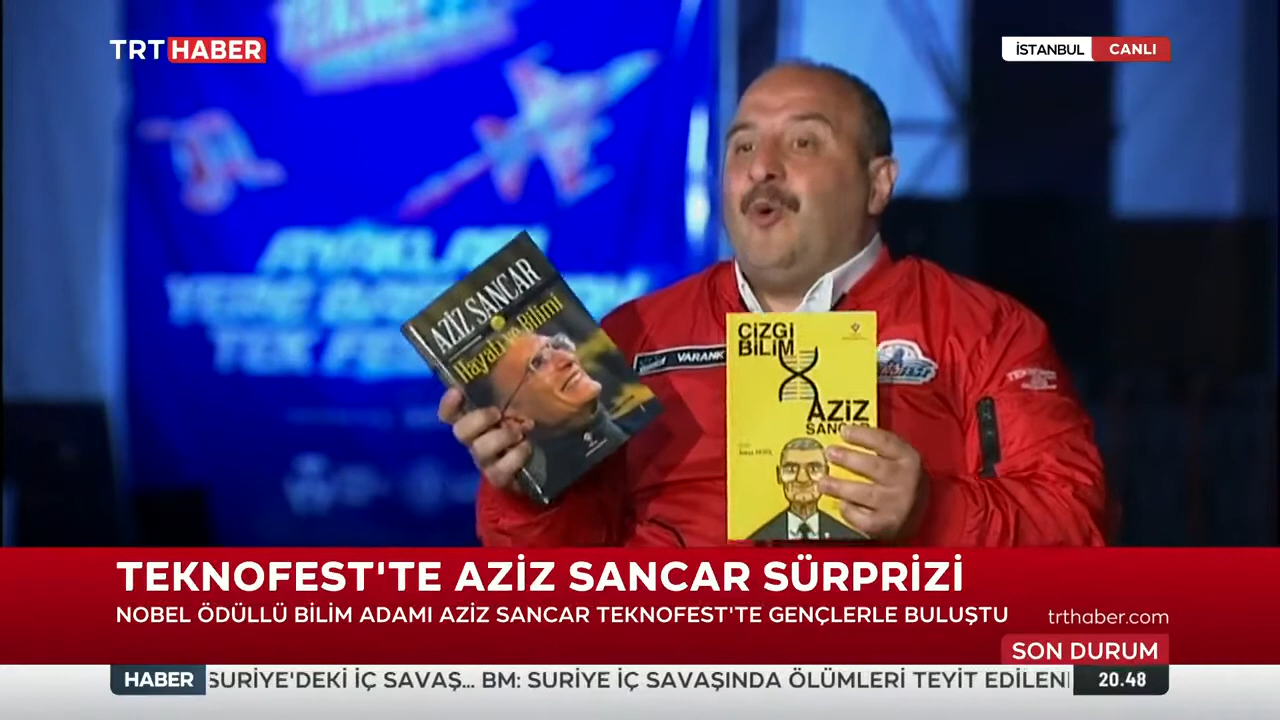 TRT HABER
İSTANBUL CANLI
AZİZ SANCAR
Hayatı ve Bilimi
VARANK
ÇİZGİ
BİLİM
AZİZ
SANCAR
TEKNOFEST'TE AZİZ SANCAR SÜRPRİZİ
NOBEL ÖDÜLLÜ BİLİM ADAMI AZİZ SANCAR TEKNOFEST'TE GENÇLERLE BULUŞTU
trthaber.com
SON DURUM
HABER SURİYE'DEKİ İÇ SAVAŞ... BM: SURİYE İÇ SAVAŞINDA ÖLÜMLERİ TEYİT EDİLEN 20.48